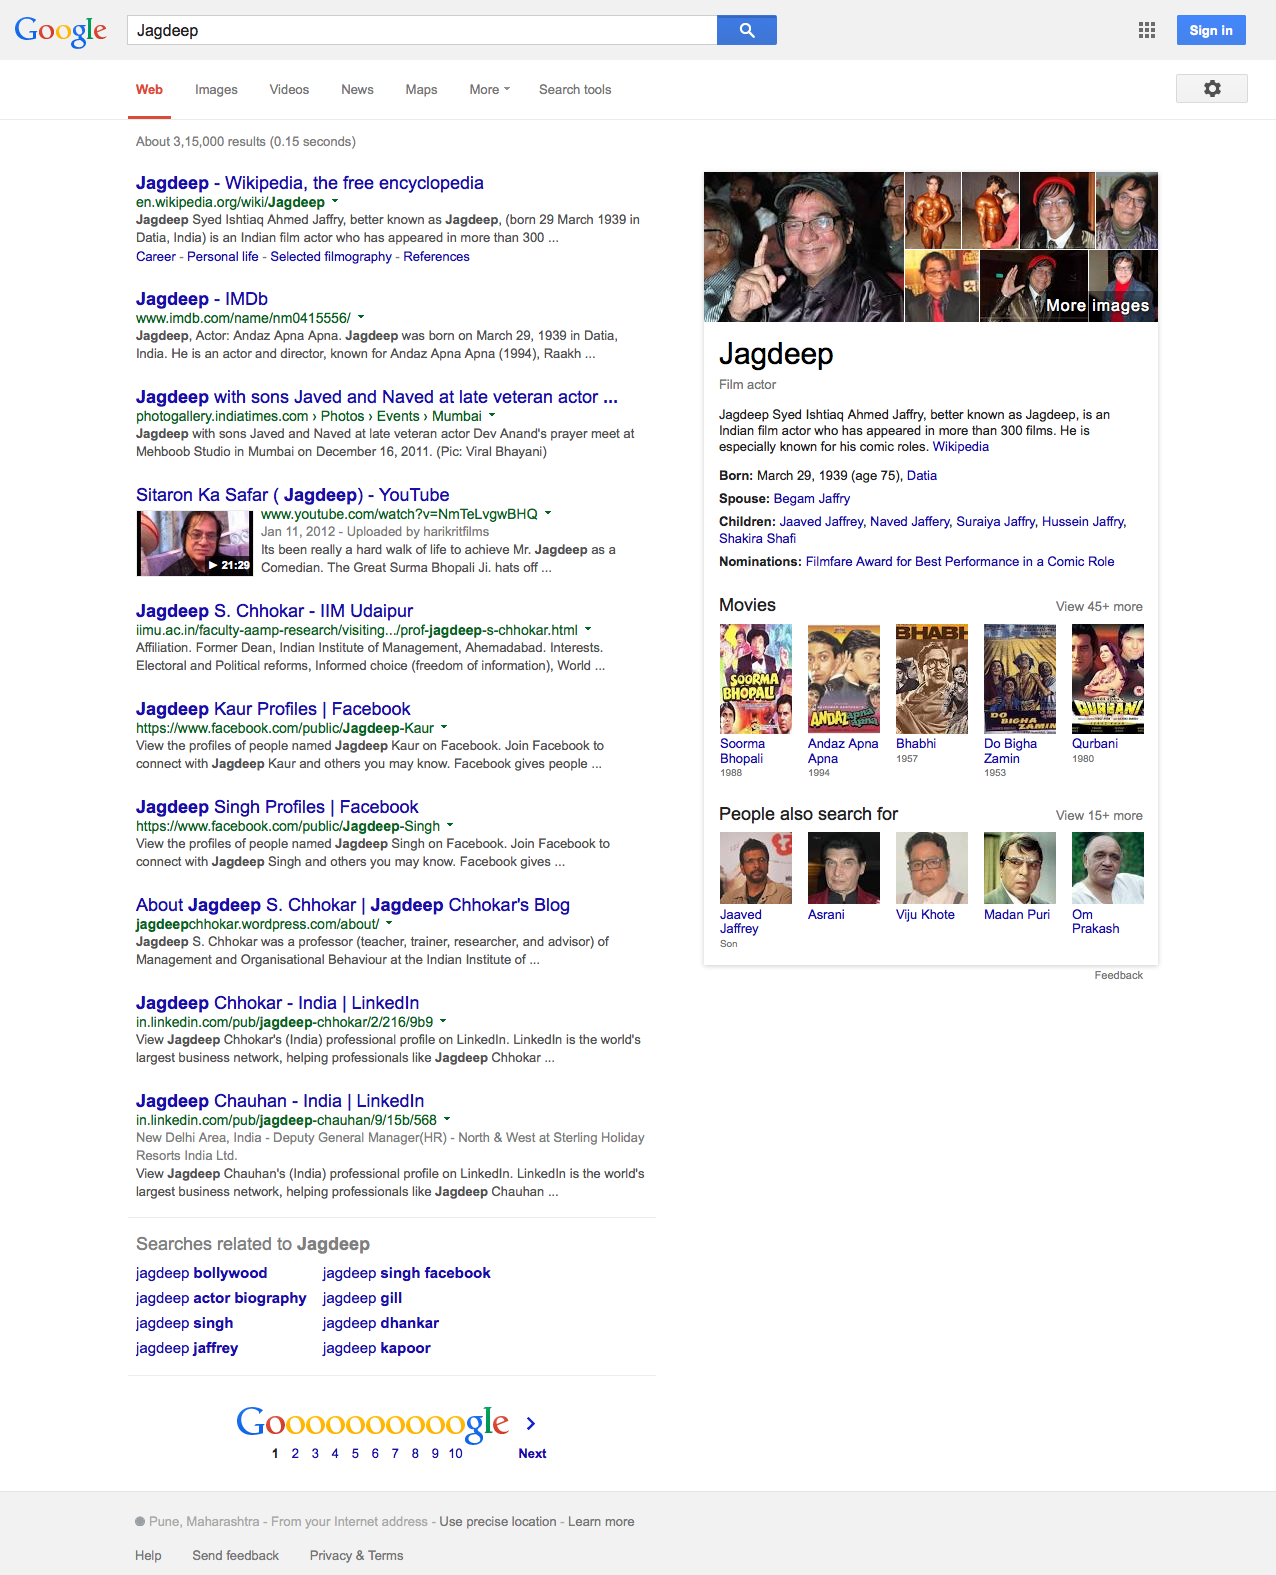 Google
Jagdeep
Sign in
Web Images Videos News Maps More Search tools
About 3,15,000 results (0.15 seconds)
Jagdeep - Wikipedia, the free encyclopedia
en.wikipedia.org/wiki/Jagdeep
Jagdeep Syed Ishtiaq Ahmed Jaffry, better known as Jagdeep, (born 29 March 1939 in
Datia, India) is an Indian film actor who has appeared in more than 300 ...
Career - Personal life - Selected filmography - References
Jagdeep - IMDb
www.imdb.com/name/nm0415556/
Jagdeep, Actor: Andaz Apna Apna. Jagdeep was born on March 29, 1939 in Datia,
India. He is an actor and director, known for Andaz Apna Apna (1994), Raakh ...
Jagdeep with sons Javed and Naved at late veteran actor ...
photogallery.indiatimes.com › Photos › Events › Mumbai
Jagdeep with sons Javed and Naved at late veteran actor Dev Anand's prayer meet at
Mehboob Studio in Mumbai on December 16, 2011. (Pic: Viral Bhayani)
Sitaron Ka Safar ( Jagdeep) - YouTube
www.youtube.com/watch?v=NmTeLvgwBHQ
Jan 11, 2012 - Uploaded by harikritfilms
Its been really a hard walk of life to achieve Mr. Jagdeep as a
Comedian. The Great Surma Bhopali Ji. hats off ...
21:29
Jagdeep S. Chhokar - IIM Udaipur
iimu.ac.in/faculty-aamp-research/visiting.../prof-jagdeep-s-chhokar.html
Affiliation. Former Dean, Indian Institute of Management, Ahemadabad. Interests.
Electoral and Political reforms, Informed choice (freedom of information), World ...
Jagdeep Kaur Profiles | Facebook
https://www.facebook.com/public/Jagdeep-Kaur
View the profiles of people named Jagdeep Kaur on Facebook. Join Facebook to
connect with Jagdeep Kaur and others you may know. Facebook gives people ...
Jagdeep Singh Profiles | Facebook
https://www.facebook.com/public/Jagdeep-Singh
View the profiles of people named Jagdeep Singh on Facebook. Join Facebook to
connect with Jagdeep Singh and others you may know. Facebook gives ...
About Jagdeep S. Chhokar | Jagdeep Chhokar's Blog
jagdeepchhokar.wordpress.com/about/
Jagdeep S. Chhokar was a professor (teacher, trainer, researcher, and advisor) of
Management and Organisational Behaviour at the Indian Institute of ...
Jagdeep Chhokar - India | LinkedIn
in.linkedin.com/pub/jagdeep-chhokar/2/216/9b9
View Jagdeep Chhokar's (India) professional profile on LinkedIn. LinkedIn is the world's
largest business network, helping professionals like Jagdeep Chhokar ...
Jagdeep Chauhan - India | LinkedIn
in.linkedin.com/pub/jagdeep-chauhan/9/15b/568
New Delhi Area, India - Deputy General Manager(HR) - North & West at Sterling Holiday
Resorts India Ltd.
View Jagdeep Chauhan's (India) professional profile on LinkedIn. LinkedIn is the world's
largest business network, helping professionals like Jagdeep Chauhan ...
Searches related to Jagdeep
jagdeep bollywood jagdeep singh facebook
jagdeep actor biography jagdeep gill
jagdeep singh jagdeep dhankar
jagdeep jaffrey jagdeep kapoor
Goooooooooogle
1 2 3 4 5 6 7 8 9 10 Next
More images
Jagdeep
Film actor
Jagdeep Syed Ishtiaq Ahmed Jaffry, better known as Jagdeep, is an
Indian film actor who has appeared in more than 300 films. He is
especially known for his comic roles. Wikipedia
Born: March 29, 1939 (age 75), Datia
Spouse: Begam Jaffry
Children: Jaaved Jaffrey, Naved Jaffery, Suraiya Jaffry, Hussein Jaffry,
Shakira Shafi
Nominations: Filmfare Award for Best Performance in a Comic Role
Movies View 45+ more
SOORMA
BHOPALI
ANDAZ apna
apna
BHABHI
DO
BIGHA
ZAMIN
QURBANI
Soorma
Bhopali
1988
Andaz Apna
Apna
1994
Bhabhi
1957
Do Bigha
Zamin
1953
Qurbani
1980
People also search for View 15+ more
Jaaved
Jaffrey
Son
Asrani
Viju Khote
Madan Puri
Om
Prakash
Feedback
Pune, Maharashtra - From your Internet address - Use precise location - Learn more
Help Send feedback Privacy & Terms